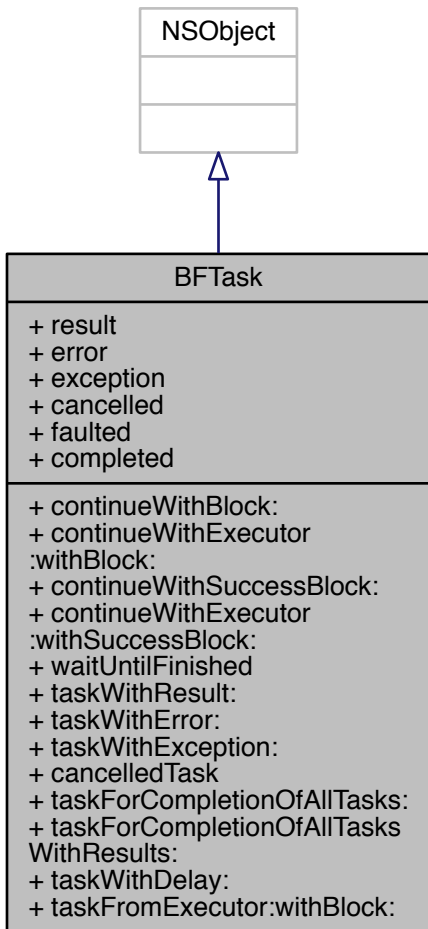 NSObject
BFTask
+ result
+ error
+ exception
+ cancelled
+ faulted
+ completed
+ continueWithBlock:
+ continueWithExecutor
:withBlock:
+ continueWithSuccessBlock:
+ continueWithExecutor
:withSuccessBlock:
+ waitUntilFinished
+ taskWithResult:
+ taskWithError:
+ taskWithException:
+ cancelledTask
+ taskForCompletionOfAllTasks:
+ taskForCompletionOfAllTasks
WithResults:
+ taskWithDelay:
+ taskFromExecutor:withBlock: